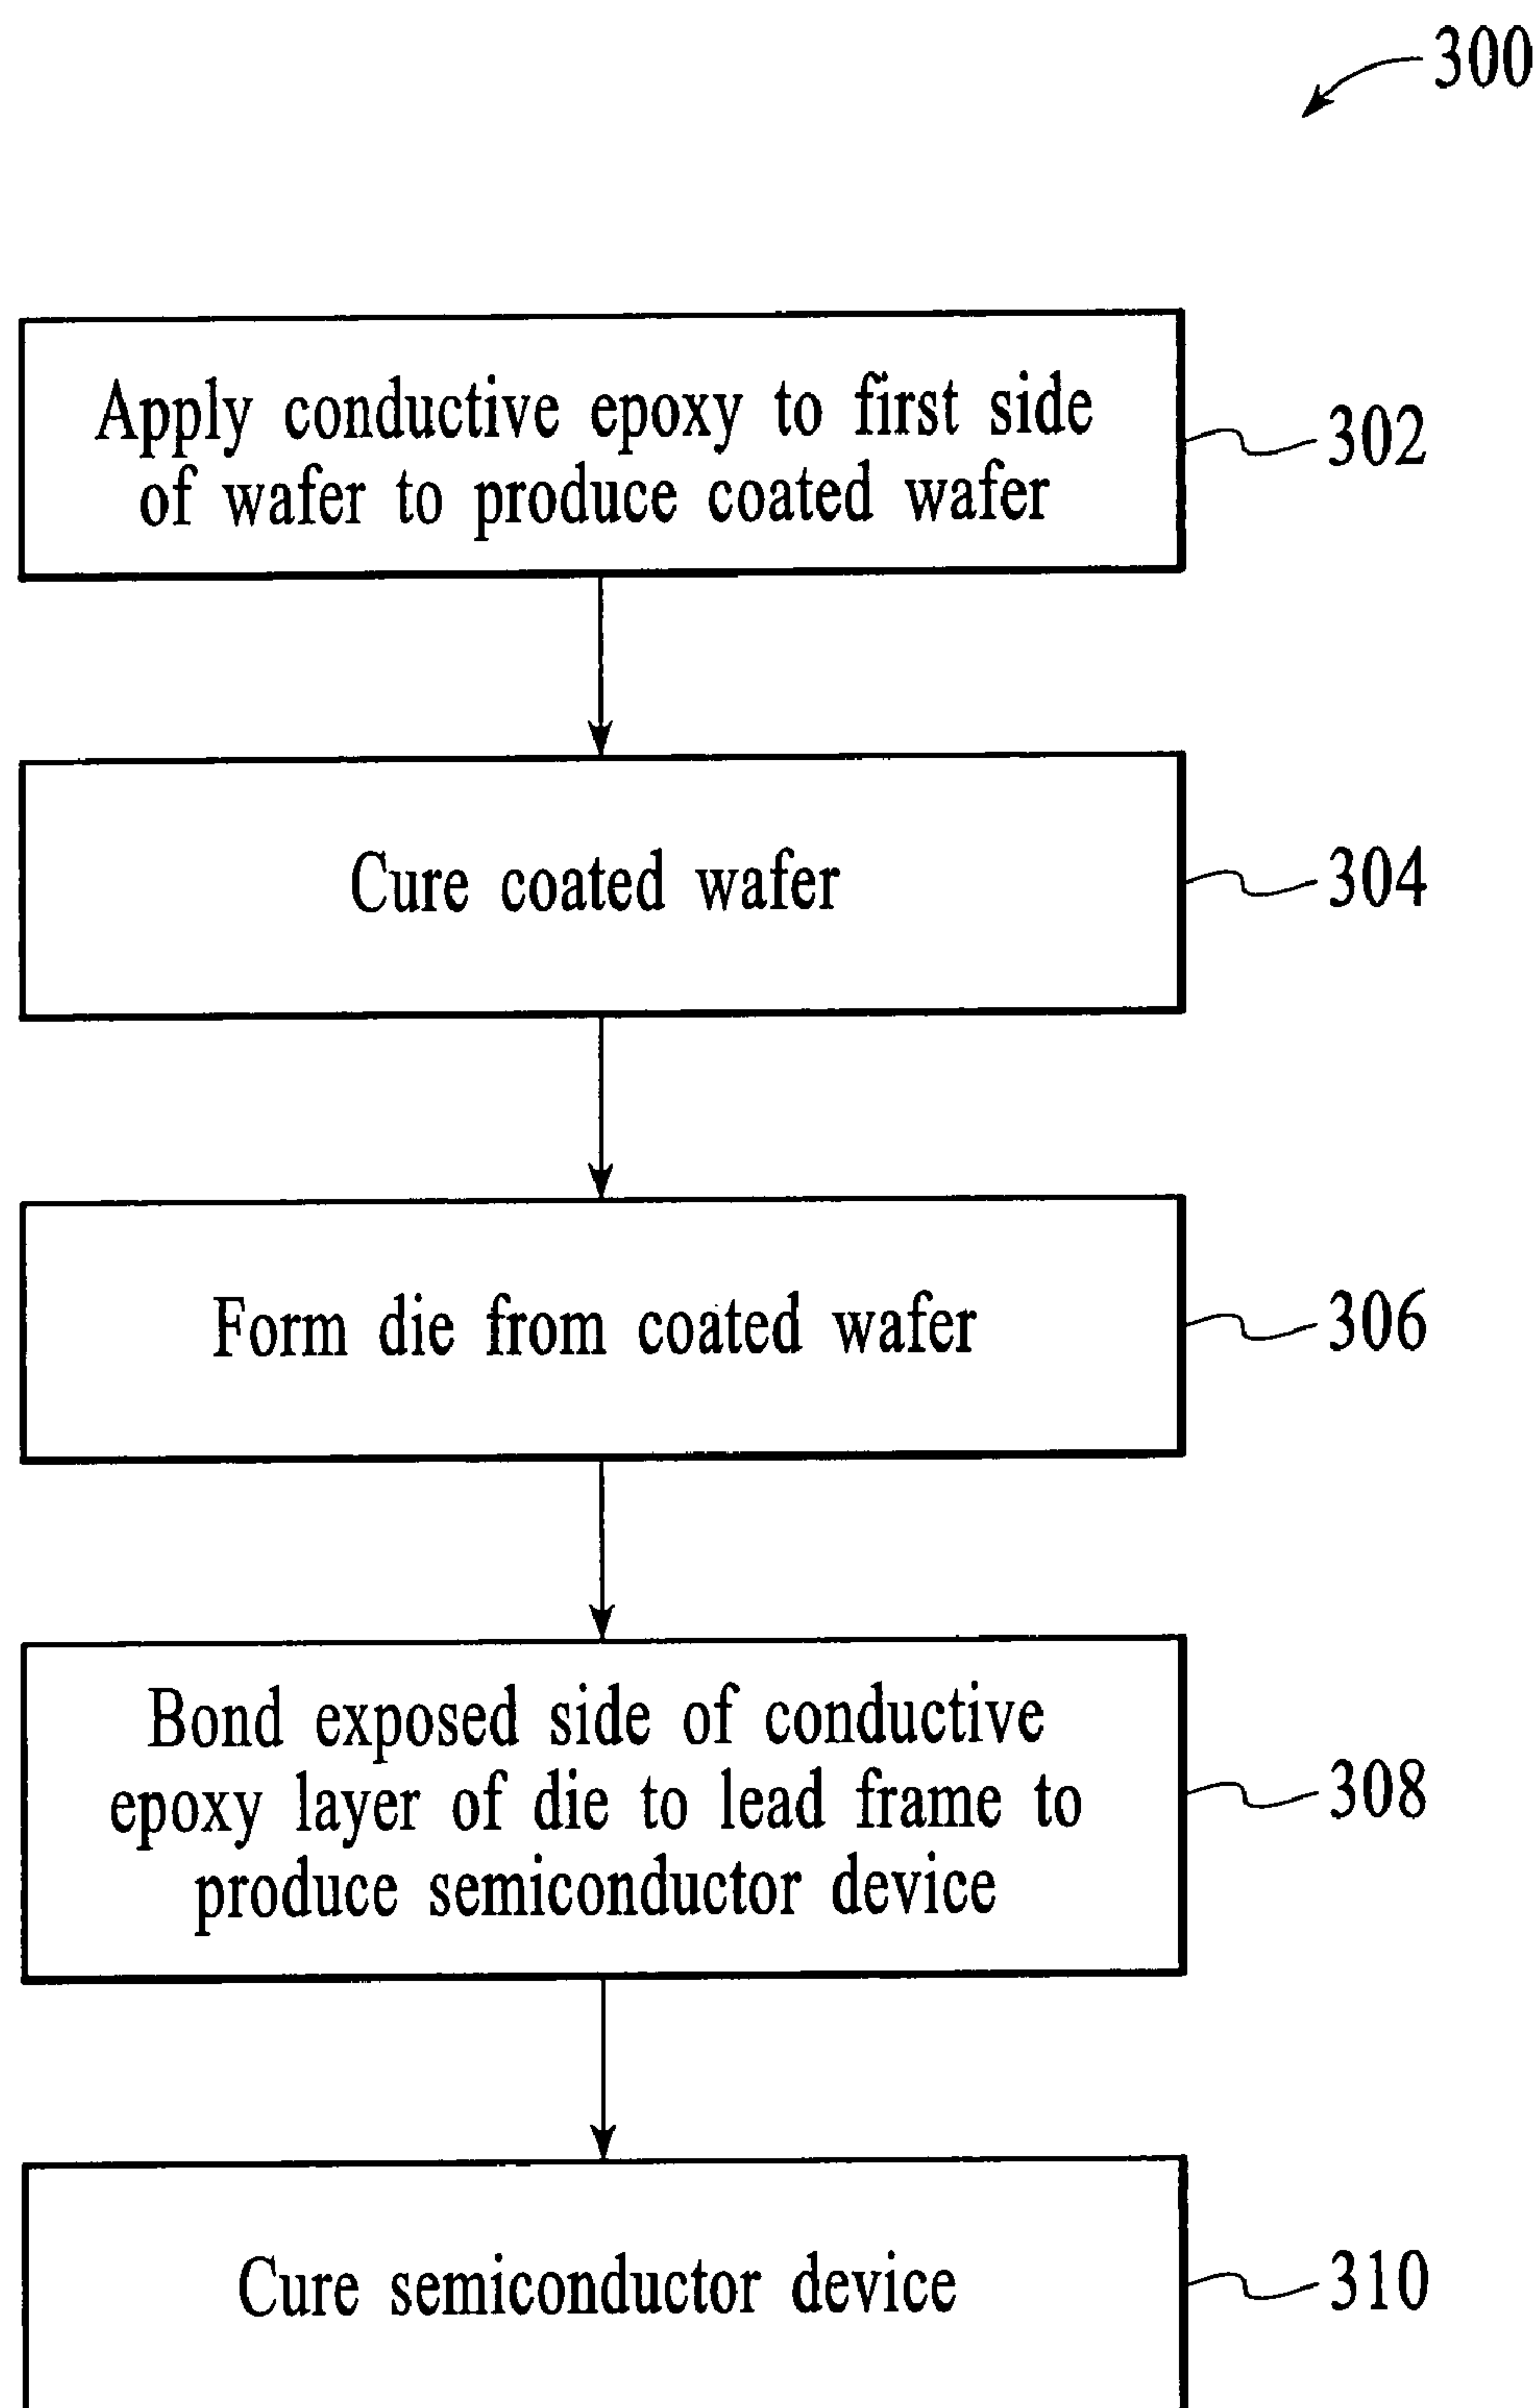 300
Apply conductive epoxy to first side
of wafer to produce coated wafer
302
Cure coated wafer
304
Form die from coated wafer
306
Bond exposed side of conductive
epoxy layer of die to lead frame to
produce semiconductor device
308
Cure semiconductor device
310